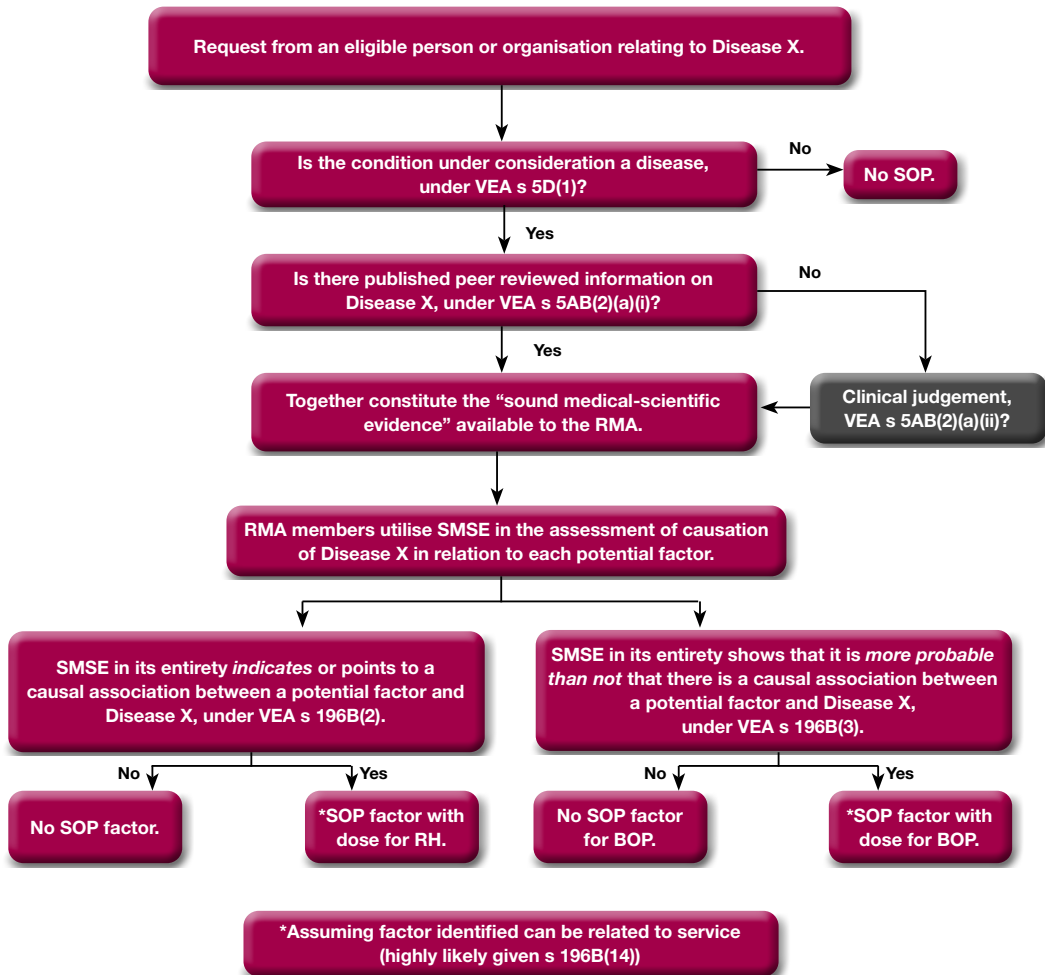 Request from an eligible person or organisation relating to Disease X.
Is the condition under consideration a disease,
under VEA s 5D(1)?
No
No SOP.
Yes
Is there published peer reviewed information on
Disease X, under VEA s 5AB(2)(a)(i)?
No
Yes
Together constitute the “sound medical-scientific
evidence” available to the RMA.
Clinical judgement,
VEA s 5AB(2)(a)(ii)?
RMA members utilise SMSE in the assessment of causation
of Disease X in relation to each potential factor.
SMSE in its entirety indicates or points to a
causal association between a potential factor and
Disease X, under VEA s 196B(2).
SMSE in its entirety shows that it is more probable
than not that there is a causal association between
a potential factor and Disease X,
under VEA s 196B(3).
No
Yes
No
Yes
No SOP factor.
*SOP factor with
dose for RH.
No SOP factor
for BOP.
*SOP factor with
dose for BOP.
*Assuming factor identified can be related to service
(highly likely given s 196B(14))